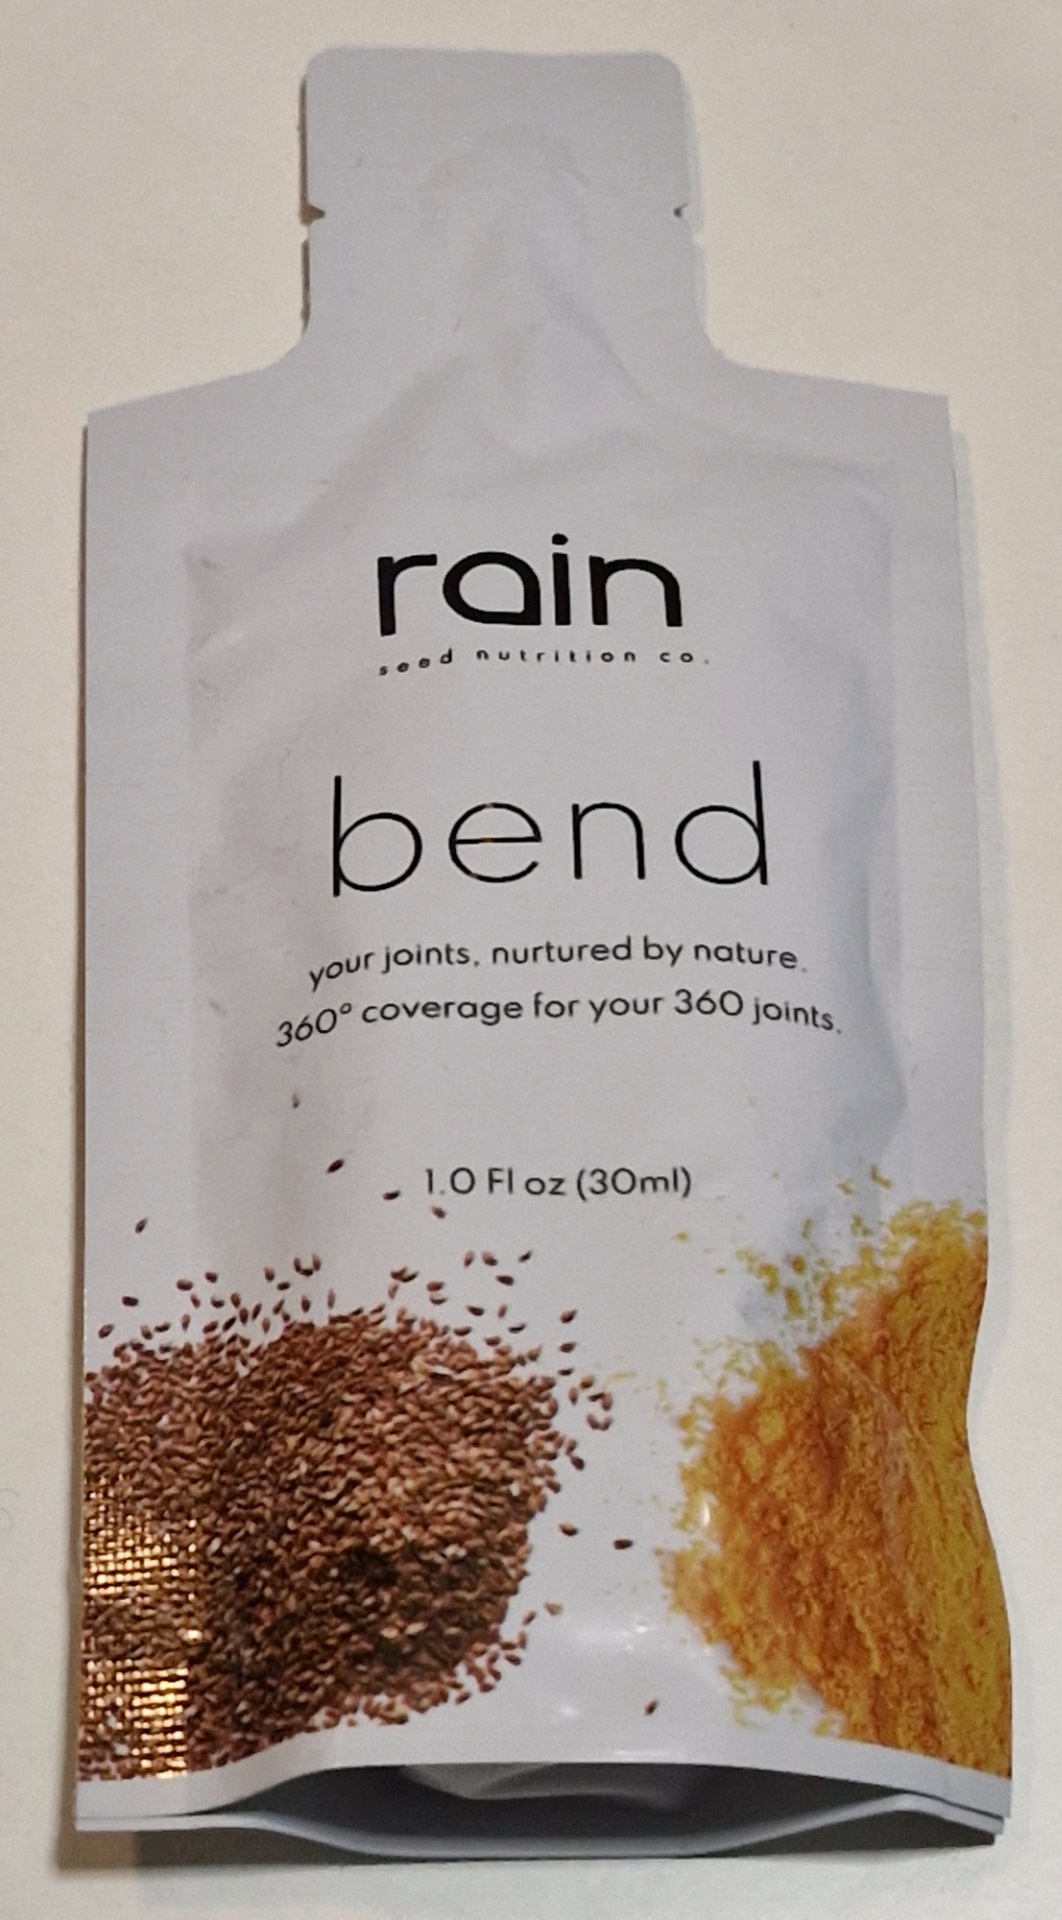 rain
seed nutrition co.
bend
your joints, nurtured by nature.
360° coverage for your 360 joints.
1.0 Fl oz (30ml)